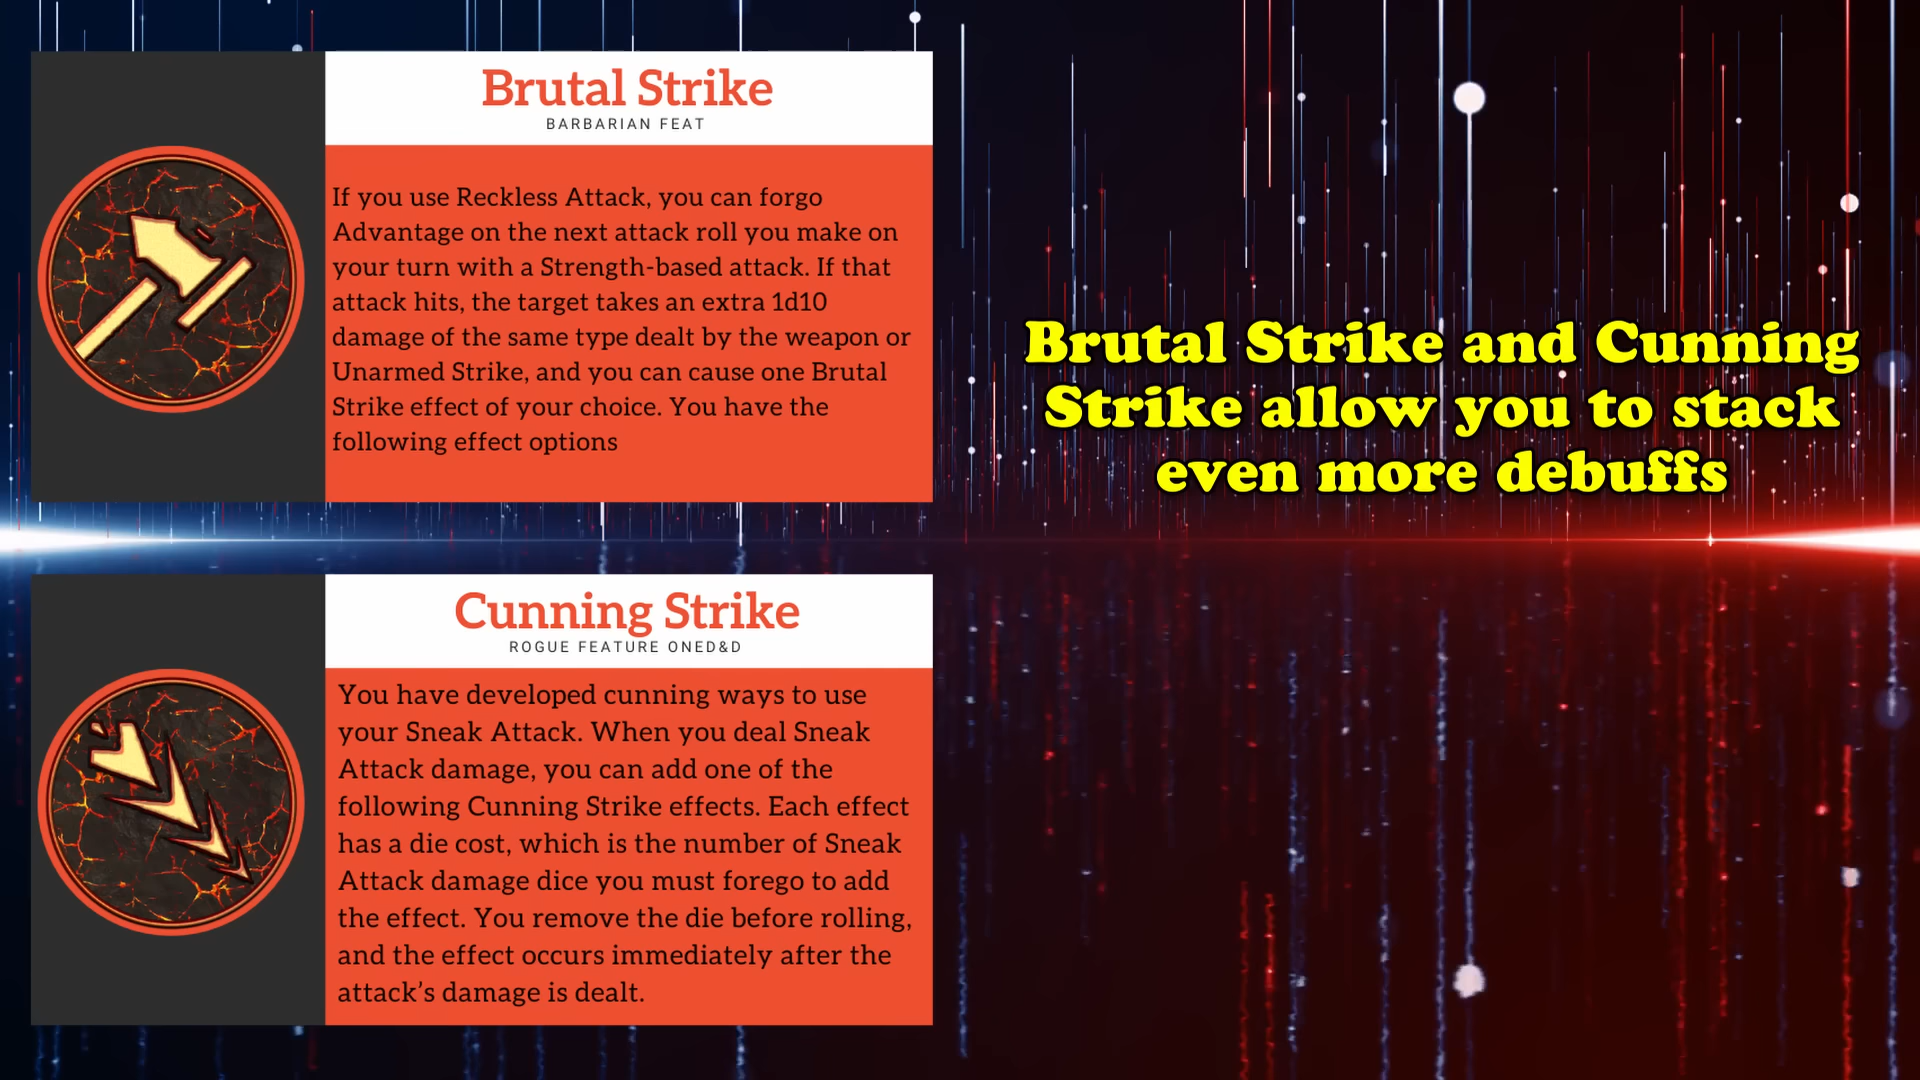 Brutal Strike
BARBARIAN FEAT
If you use Reckless Attack, you can forgo
Advantage on the next attack roll you make on
your turn with a Strength-based attack. If that
attack hits, the target takes an extra 1d10
damage of the same type dealt by the weapon or
Unarmed Strike, and you can cause one Brutal
Strike effect of your choice. You have the
following effect options
Brutal Strike and Cunning
Strike allow you to stack
even more debuffs
Cunning Strike
ROGUE FEATURE ONED&D
You have developed cunning ways to use
your Sneak Attack. When you deal Sneak
Attack damage, you can add one of the
following Cunning Strike effects. Each effect
has a die cost, which is the number of Sneak
Attack damage dice you must forego to add
the effect. You remove the die before rolling,
and the effect occurs immediately after the
attack’s damage is dealt.